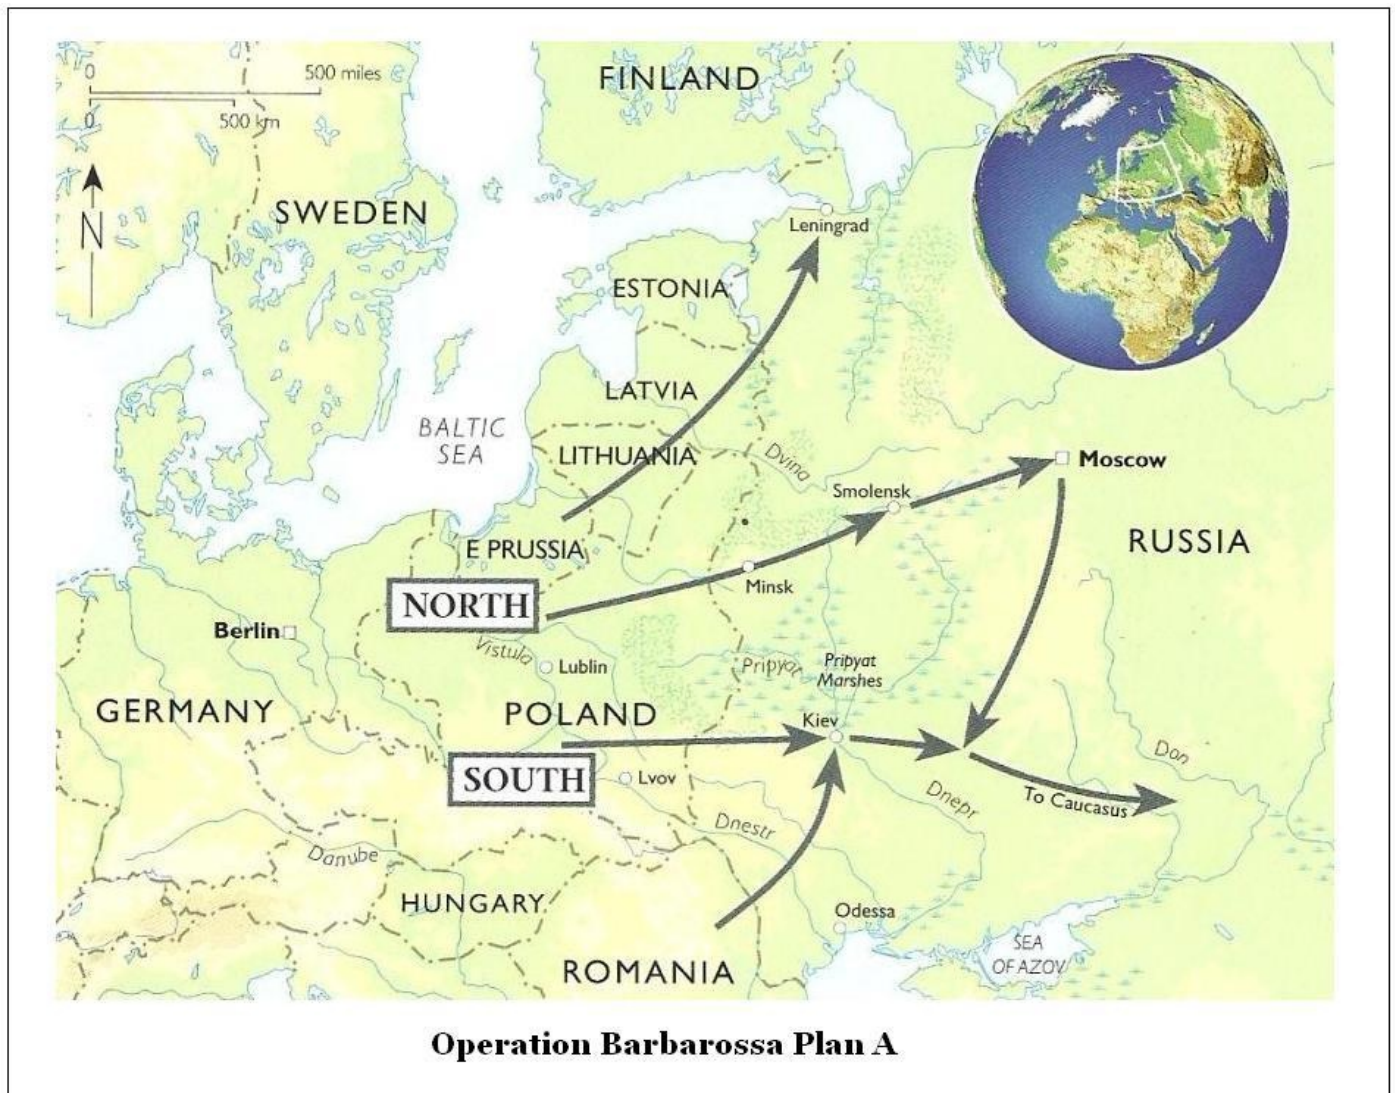 0 500 miles
0 500 km
N
FINLAND
SWEDEN
Leningrad
ESTONIA
LATVIA
BALTIC
SEA
LITHUANIA
Dvina
Moscow
Smolensk
RUSSIA
E PRUSSIA
Minsk
NORTH
Berlin
Vistula
Lublin
Pripyat
Pripyat
Marshes
GERMANY
POLAND
Kiev
SOUTH
Lvov
Don
Dnepr
To Caucasus
Dnestr
Danube
HUNGARY
Odessa
SEA
OF AZOV
ROMANIA
Operation Barbarossa Plan A